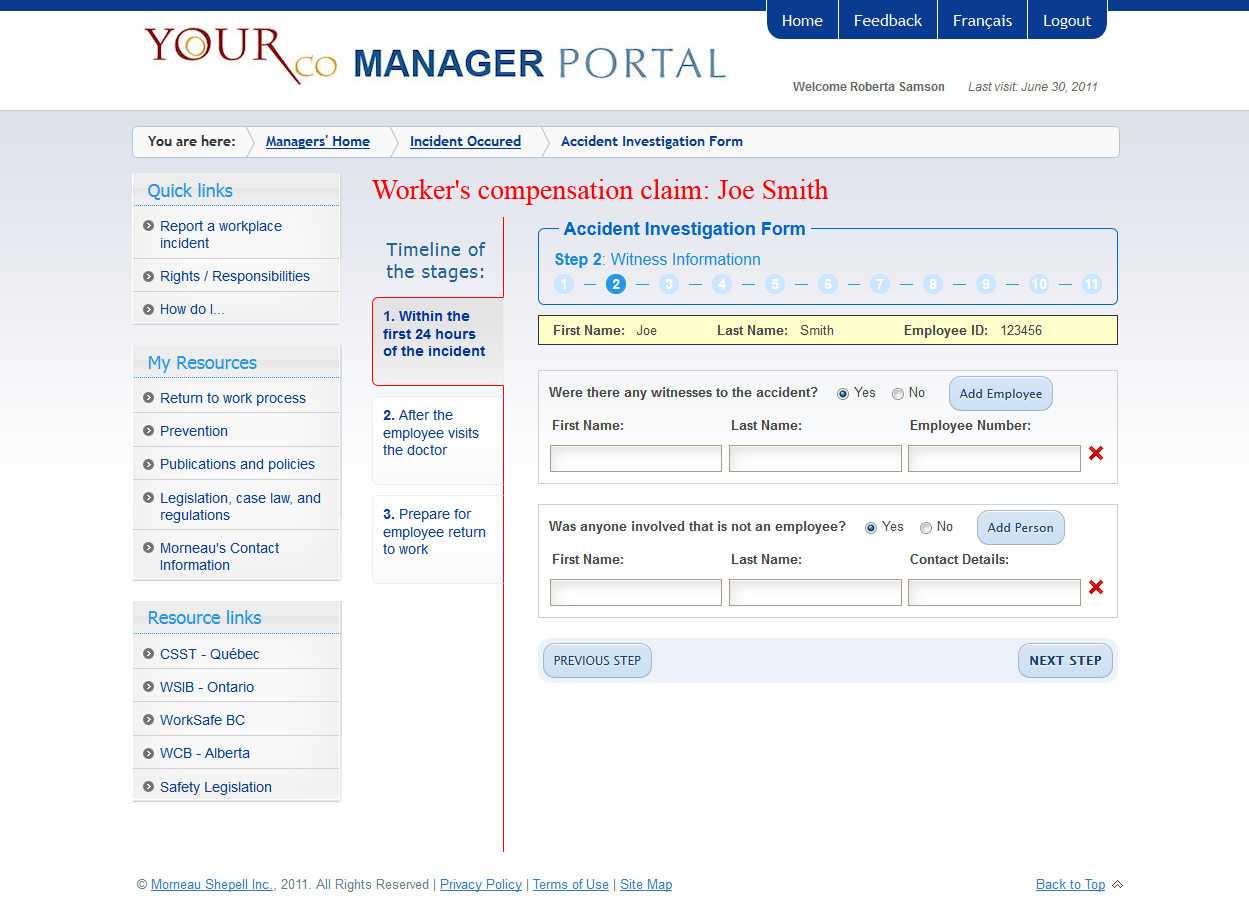 Home Feedback Français Logout
YOUR CO MANAGER PORTAL
Welcome Roberta Samson Last visit: June 30, 2011
You are here: Managers' Home Incident Occured Accident Investigation Form
Quick links
Report a workplace
incident
Rights / Responsibilities
How do I...
My Resources
Return to work process
Prevention
Publications and policies
Legislation, case law, and
regulations
Morneau's Contact
Information
Resource links
CSST - Québec
WSIB - Ontario
WorkSafe BC
WCB - Alberta
Safety Legislation
Worker's compensation claim: Joe Smith
Timeline of
the stages:
1. Within the
first 24 hours
of the incident
2. After the
employee visits
the doctor
3. Prepare for
employee return
to work
Accident Investigation Form
Step 2: Witness Informationn
1 2 3 4 5 6 7 8 9 10 11
First Name: Joe Last Name: Smith Employee ID: 123456
Were there any witnesses to the accident? Yes No Add Employee
First Name: Last Name: Employee Number:
Was anyone involved that is not an employee? Yes No Add Person
First Name: Last Name: Contact Details:
PREVIOUS STEP NEXT STEP
© Morneau Shepell Inc., 2011. All Rights Reserved | Privacy Policy | Terms of Use | Site Map Back to Top